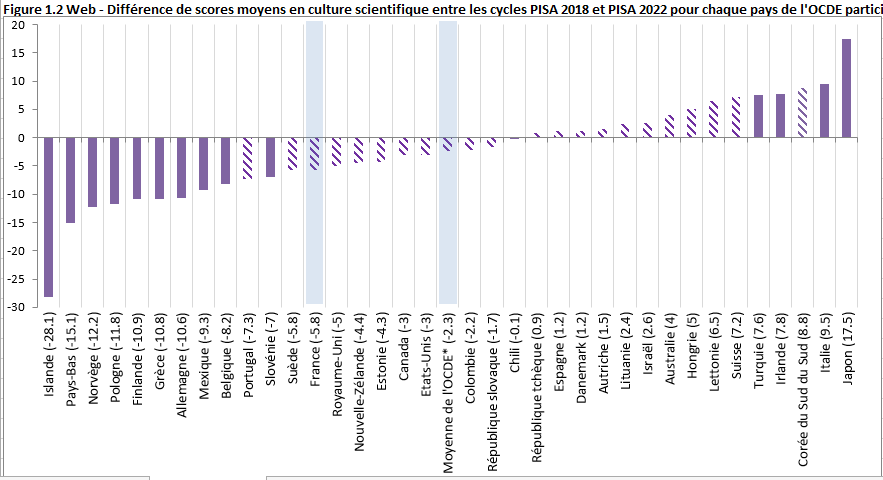 Figure 1.2 Web - Différence de scores moyens en culture scientifique entre les cycles PISA 2018 et PISA 2022 pour chaque pays de l'OCDE partici
20
15
10
5
0
-5
-10
-15
-20
-25
-30
Islande (-28.1)
Pays-Bas (-15.1)
Norvège (-12.2)
Pologne (-11.8)
Finlande (-10.9)
Grèce (-10.8)
Allemagne (-10.6)
Mexique (-9.3)
Belgique (-8.2)
Portugal (-7.3)
Slovénie (-7)
Suède (-5.8)
France (-5.8)
Royaume-Uni (-5)
Nouvelle-Zélande (-4.4)
Estonie (-4.3)
Canada (-3)
Etats-Unis (-3)
Moyenne de l'OCDE* (-2.3)
Colombie (-2.2)
République slovaque (-1.7)
Chili (-0.1)
République tchèque (0.9)
Espagne (1.2)
Danemark (1.2)
Autriche (1.5)
Lituanie (2.4)
Israël (2.6)
Australie (4)
Hongrie (5)
Lettonie (6.5)
Suisse (7.2)
Turquie (7.6)
Irlande (7.8)
Corée du Sud du Sud (8.8)
Italie (9.5)
Japon (17.5)